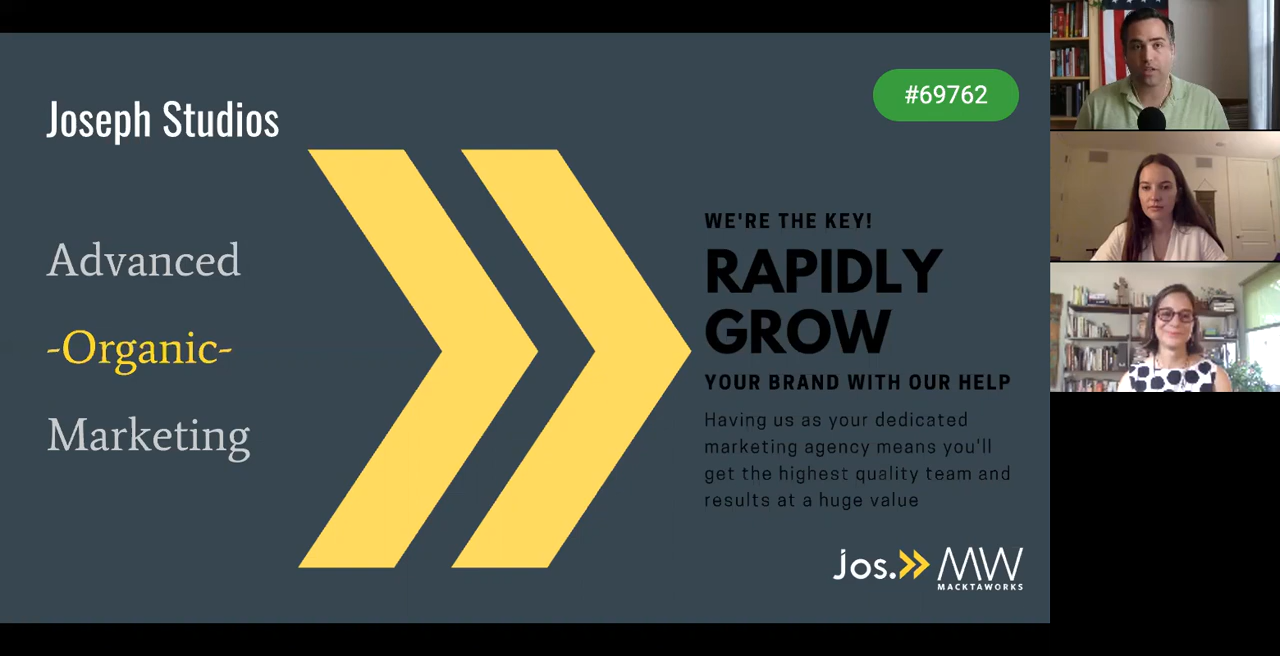 Joseph Studios
#69762
Advanced
-Organic-
Marketing
WE'RE THE KEY!
RAPIDLY
GROW
YOUR BRAND WITH OUR HELP
Having us as your dedicated
marketing agency means you'll
get the highest quality team and
results at a huge value
Jos.
MW
MACKTAWORKS